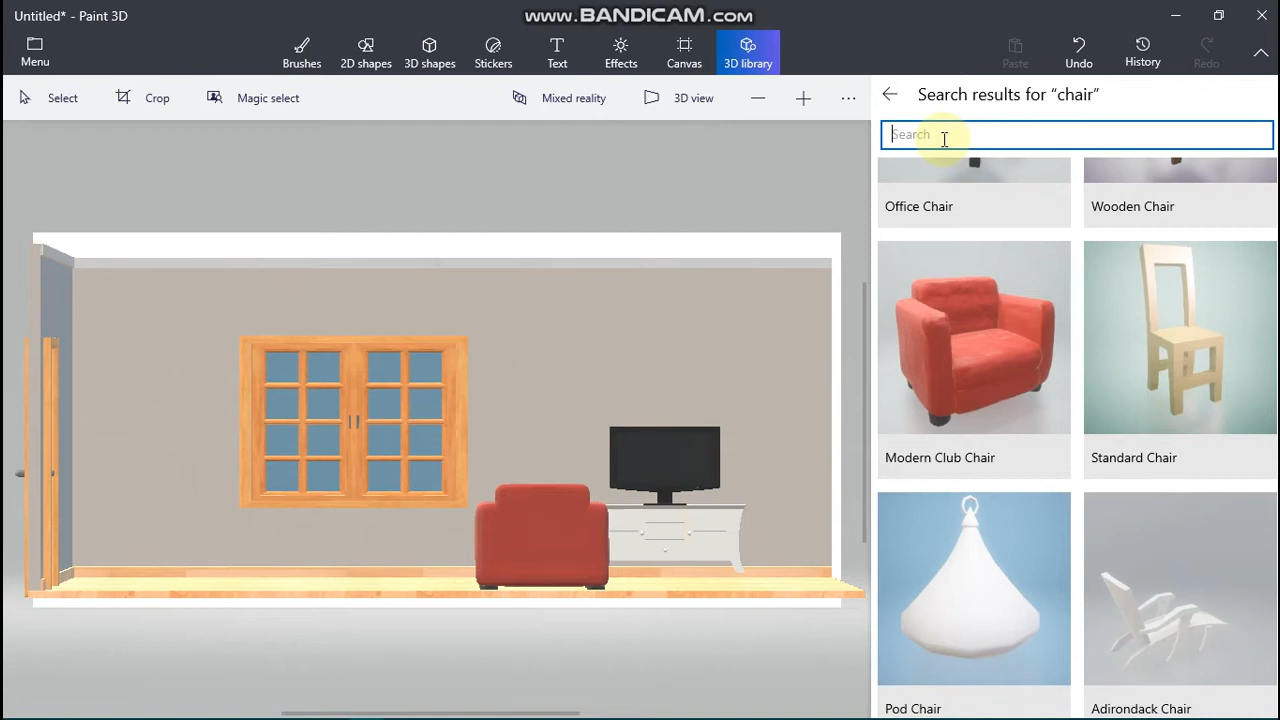 Untitled* - Paint 3D
www.BANDICAM.com
Menu
Brushes
2D shapes
3D shapes
Stickers
Text
Effects
Canvas
3D library
Paste
Undo
History
Redo
Select
Crop
Magic select
Mixed reality
3D view
Search results for “chair”
Search
Office Chair
Wooden Chair
Modern Club Chair
Standard Chair
Pod Chair
Adirondack Chair